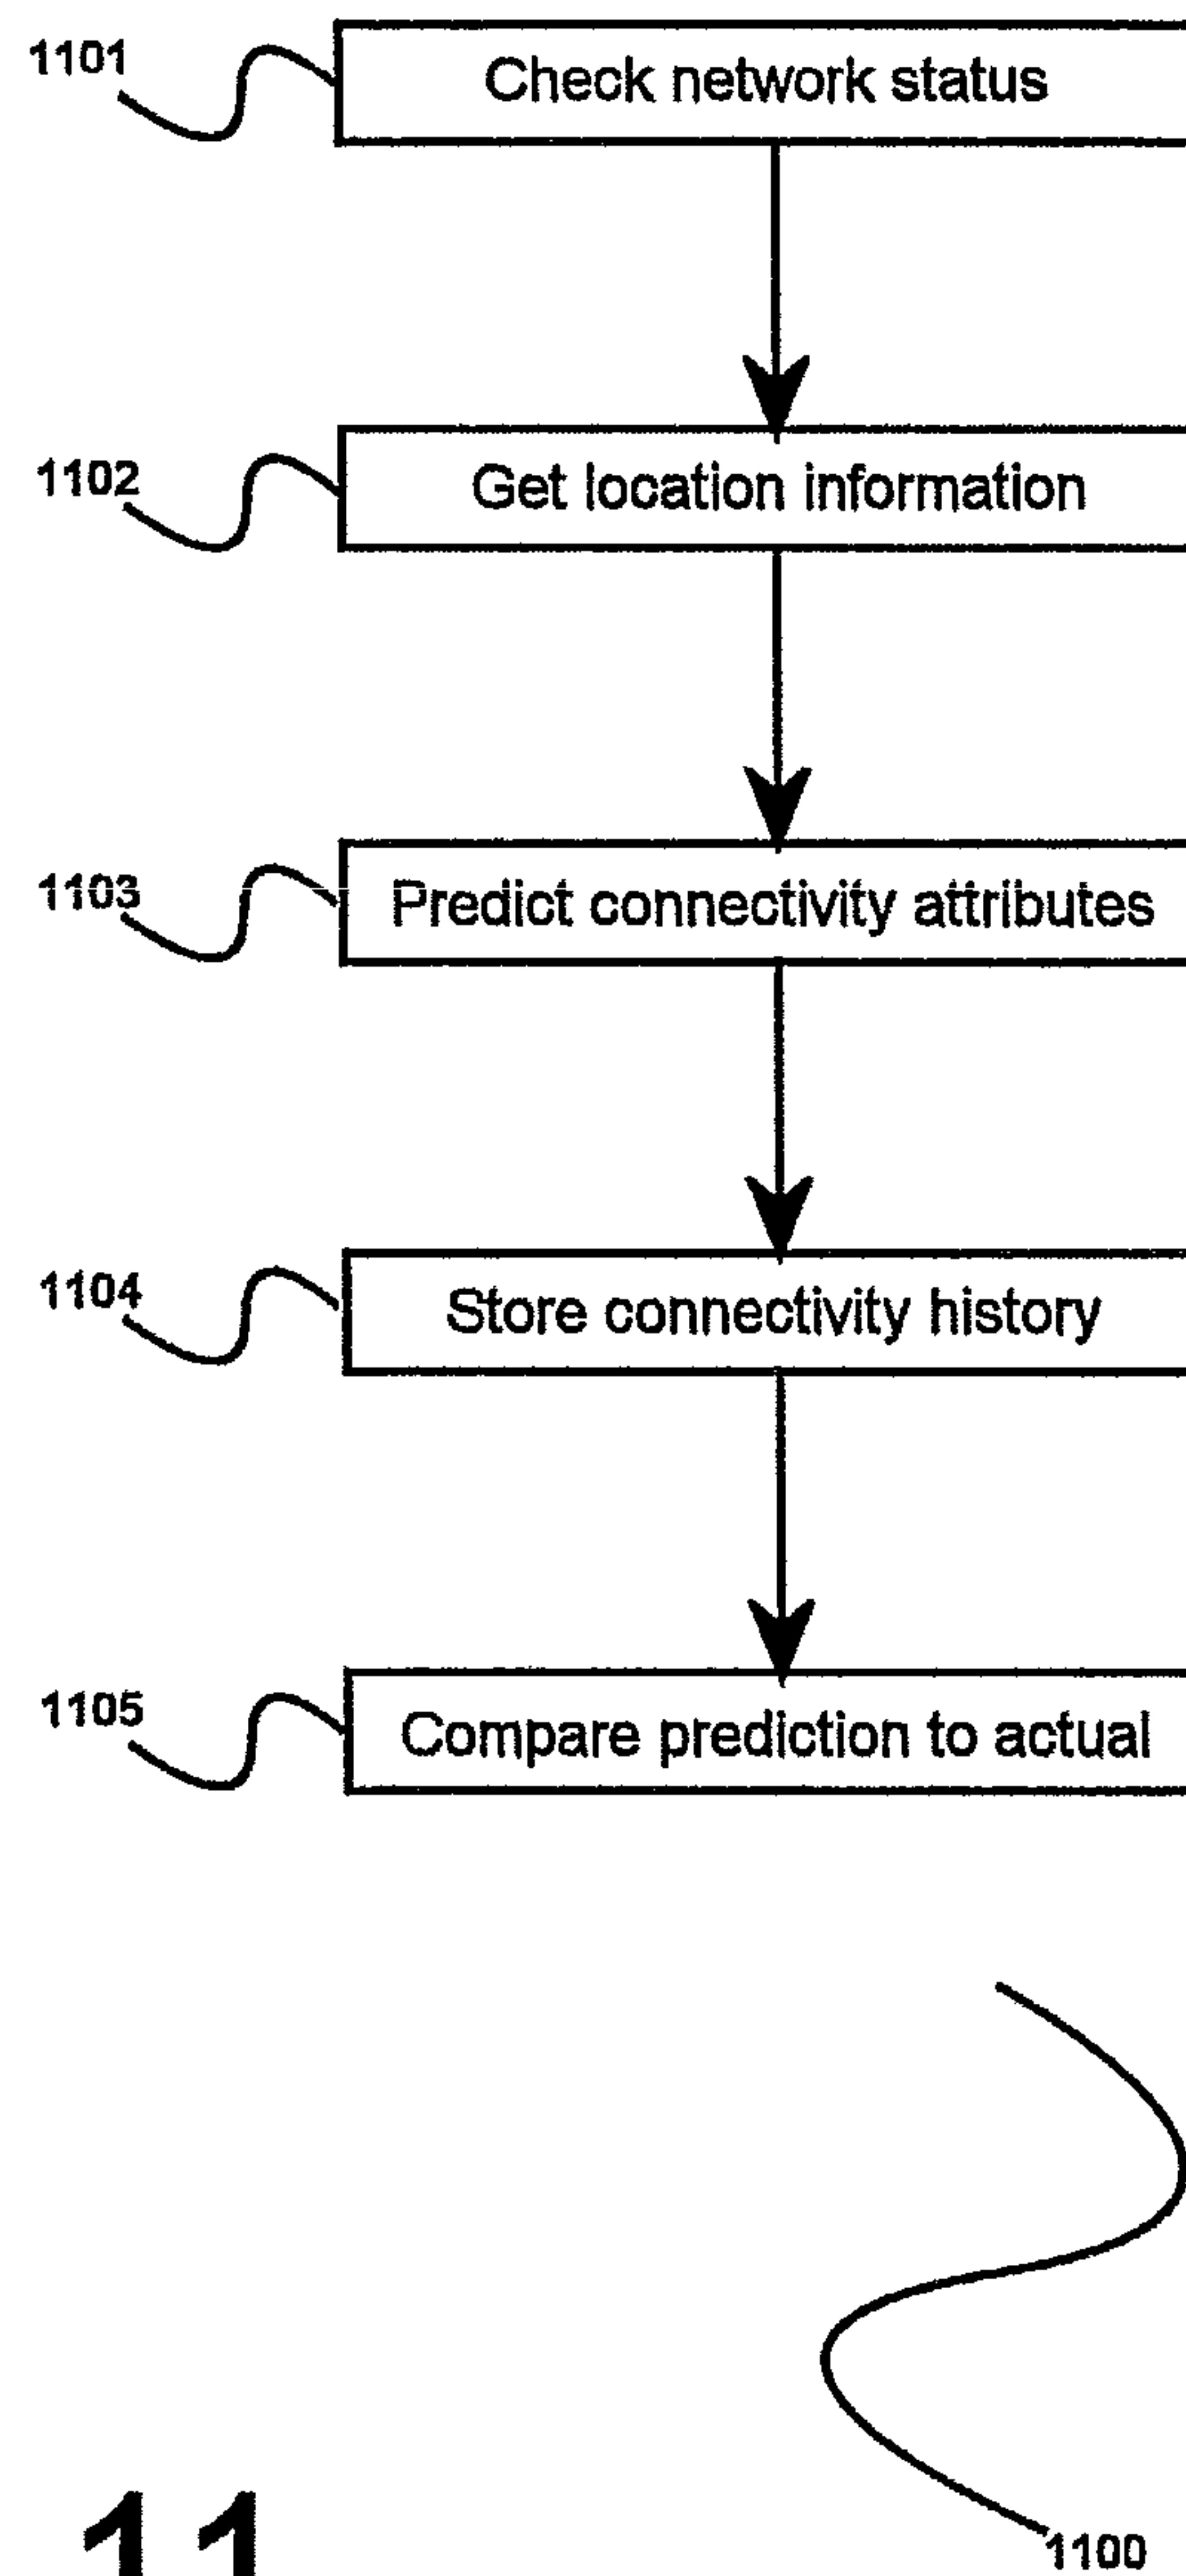 1101
Check network status
1102
Get location information
1103
Predict connectivity attributes
1104
Store connectivity history
1105
Compare prediction to actual
1100
11